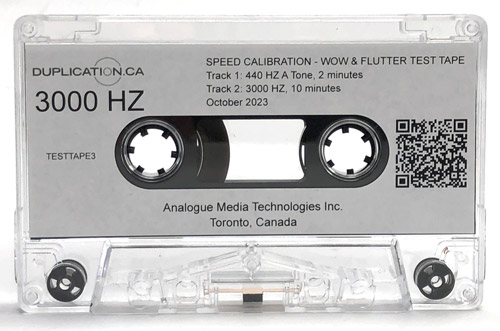 DUPLICATION.CA
3000 HZ
SPEED CALIBRATION - WOW & FLUTTER TEST TAPE
Track 1: 440 HZ A Tone, 2 minutes
Track 2: 3000 HZ, 10 minutes
October 2023
TESTTAPE3
Analogue Media Technologies Inc.
Toronto, Canada